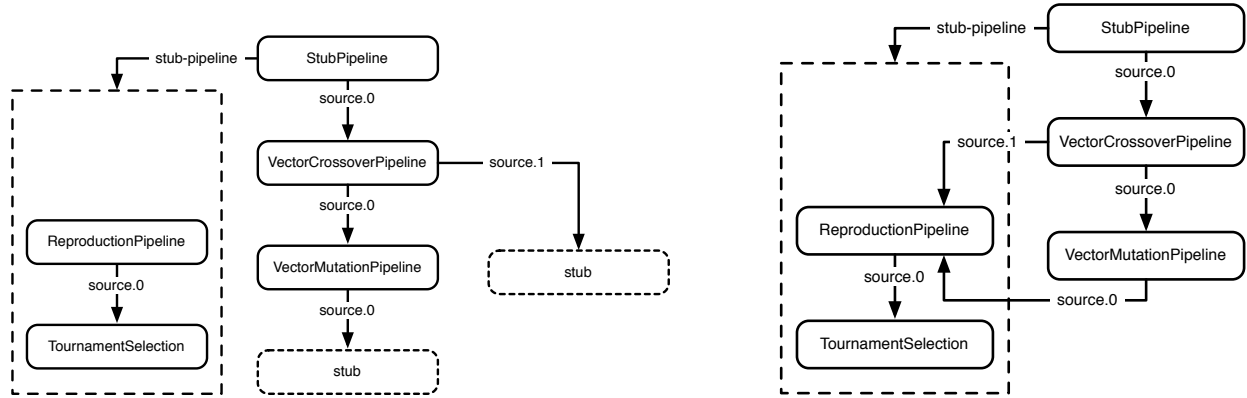 stub-pipeline
StubPipeline
source.0
VectorCrossoverPipeline
source.1
source.0
ReproductionPipeline
VectorMutationPipeline
stub
source.0
source.0
TournamentSelection
stub
stub-pipeline
StubPipeline
source.0
source.1
VectorCrossoverPipeline
source.0
ReproductionPipeline
VectorMutationPipeline
source.0
source.0
TournamentSelection